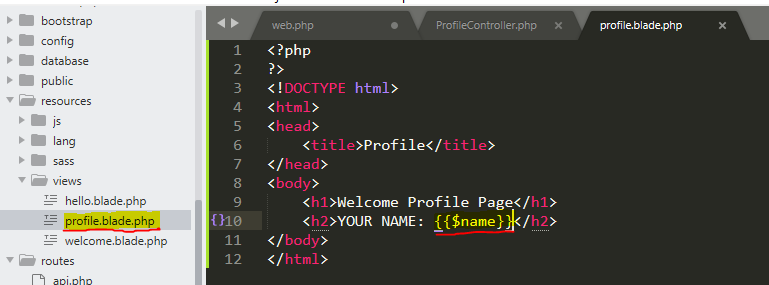 bootstrap
config
database
public
resources
js
lang
sass
views
hello.blade.php
profile.blade.php
welcome.blade.php
routes
api.php
web.php
ProfileController.php
profile.blade.php
1 <?php
2 ?>
3 <!DOCTYPE html>
4 <html>
5 <head>
6 <title>Profile</title>
7 </head>
8 <body>
9 <h1>Welcome Profile Page</h1>
{}10 <h2>YOUR NAME: {{$name}}</h2>
11 </body>
12 </html>